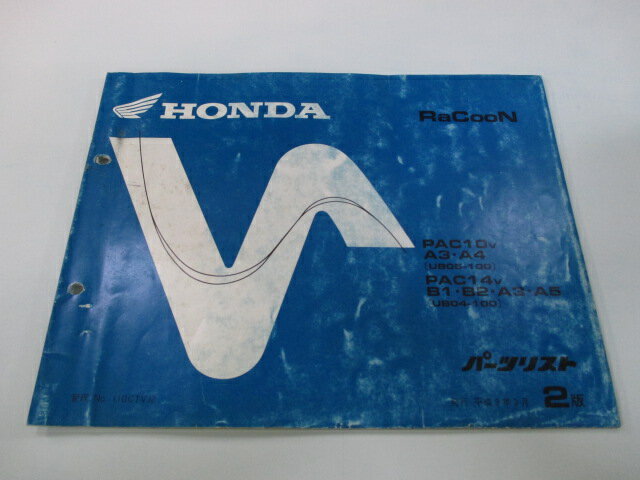 HONDA
RaCooN
PAC10V
A3・A4
(UB05-100)
PAC14V
B1・B2・A3・A5
(UB04-100)
パーツリスト
2版